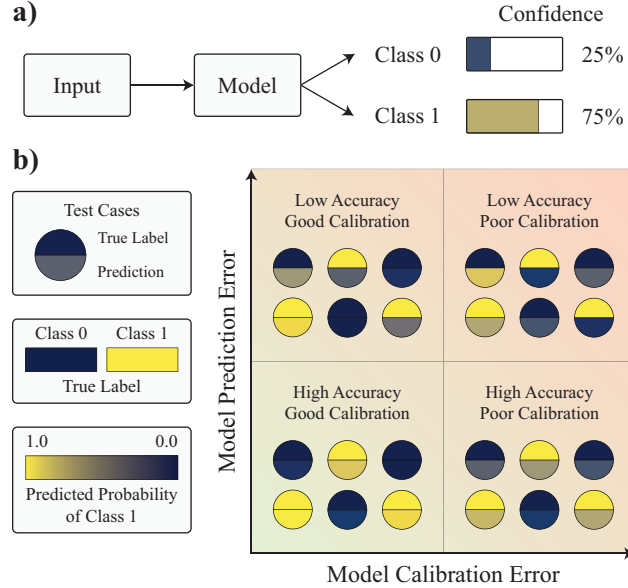 a)
Confidence
Input
Model
Class 0
25%
Class 1
75%
b)
Test Cases
True Label
Prediction
Class 0 Class 1
True Label
1.0 0.0
Predicted Probability
of Class 1
Model Prediction Error
Low Accuracy
Good Calibration
Low Accuracy
Poor Calibration
High Accuracy
Good Calibration
High Accuracy
Poor Calibration
Model Calibration Error